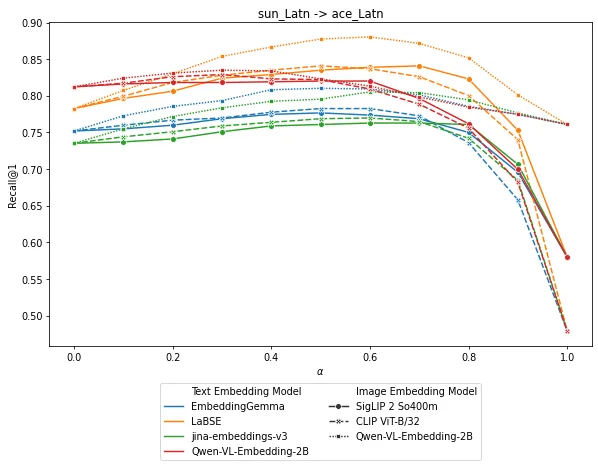 sun_Latn -> ace_Latn
0.90
0.85
0.80
0.75
0.70
0.65
0.60
0.55
0.50
Recall@1
0.0 0.2 0.4 0.6 0.8 1.0
α
Text Embedding Model Image Embedding Model
EmbeddingGemma SigLIP 2 So400m
LaBSE CLIP ViT-B/32
jina-embeddings-v3 Qwen-VL-Embedding-2B
Qwen-VL-Embedding-2B